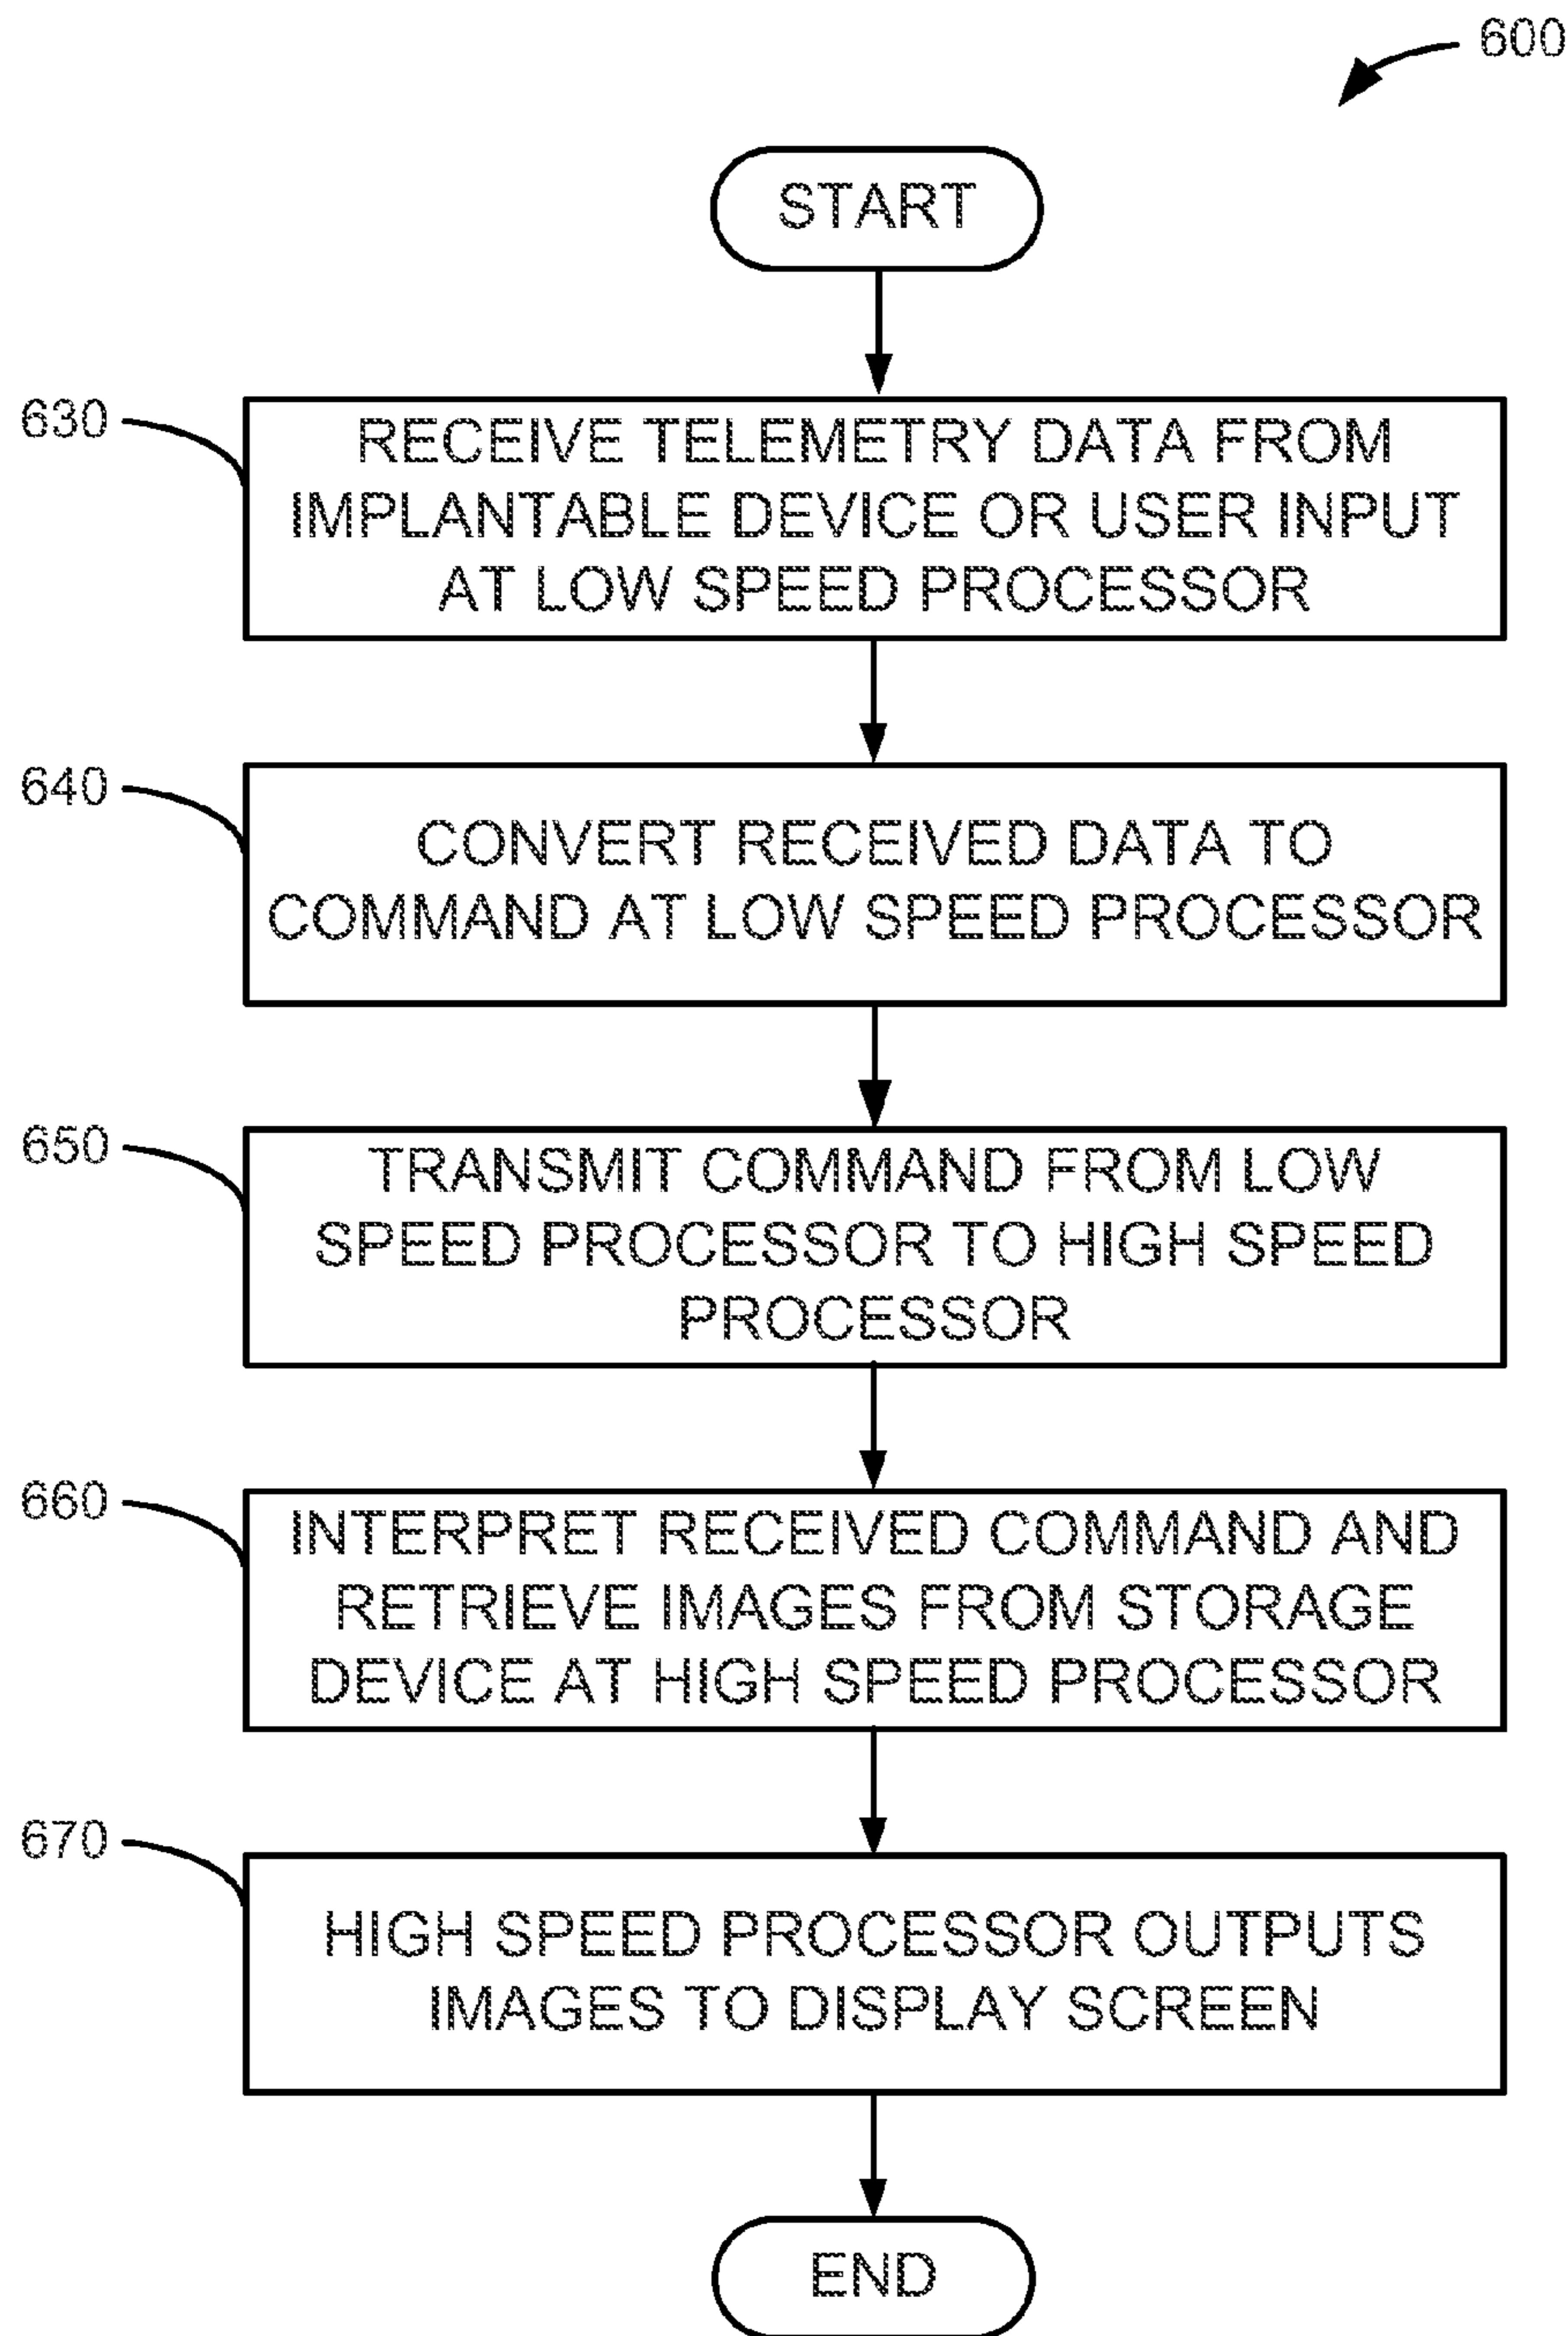 600
START
630
RECEIVE TELEMETRY DATA FROM
IMPLANTABLE DEVICE OR USER INPUT
AT LOW SPEED PROCESSOR
640
CONVERT RECEIVED DATA TO
COMMAND AT LOW SPEED PROCESSOR
650
TRANSMIT COMMAND FROM LOW
SPEED PROCESSOR TO HIGH SPEED
PROCESSOR
660
INTERPRET RECEIVED COMMAND AND
RETRIEVE IMAGES FROM STORAGE
DEVICE AT HIGH SPEED PROCESSOR
670
HIGH SPEED PROCESSOR OUTPUTS
IMAGES TO DISPLAY SCREEN
END